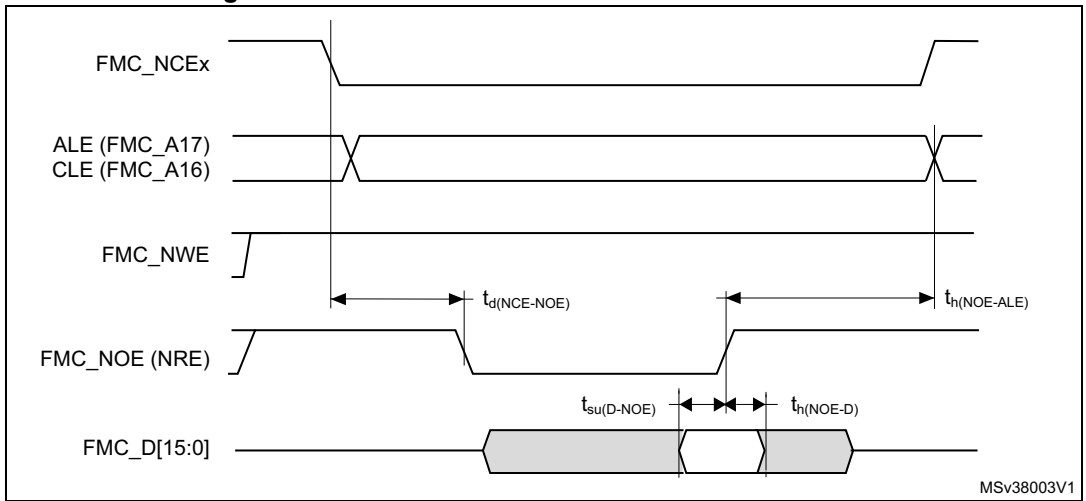 FMC_NCEx
ALE (FMC_A17)
CLE (FMC_A16)
FMC_NWE
td(NCE-NOE)
th(NOE-ALE)
FMC_NOE (NRE)
tsu(D-NOE)
th(NOE-D)
FMC_D[15:0]
MSv38003V1